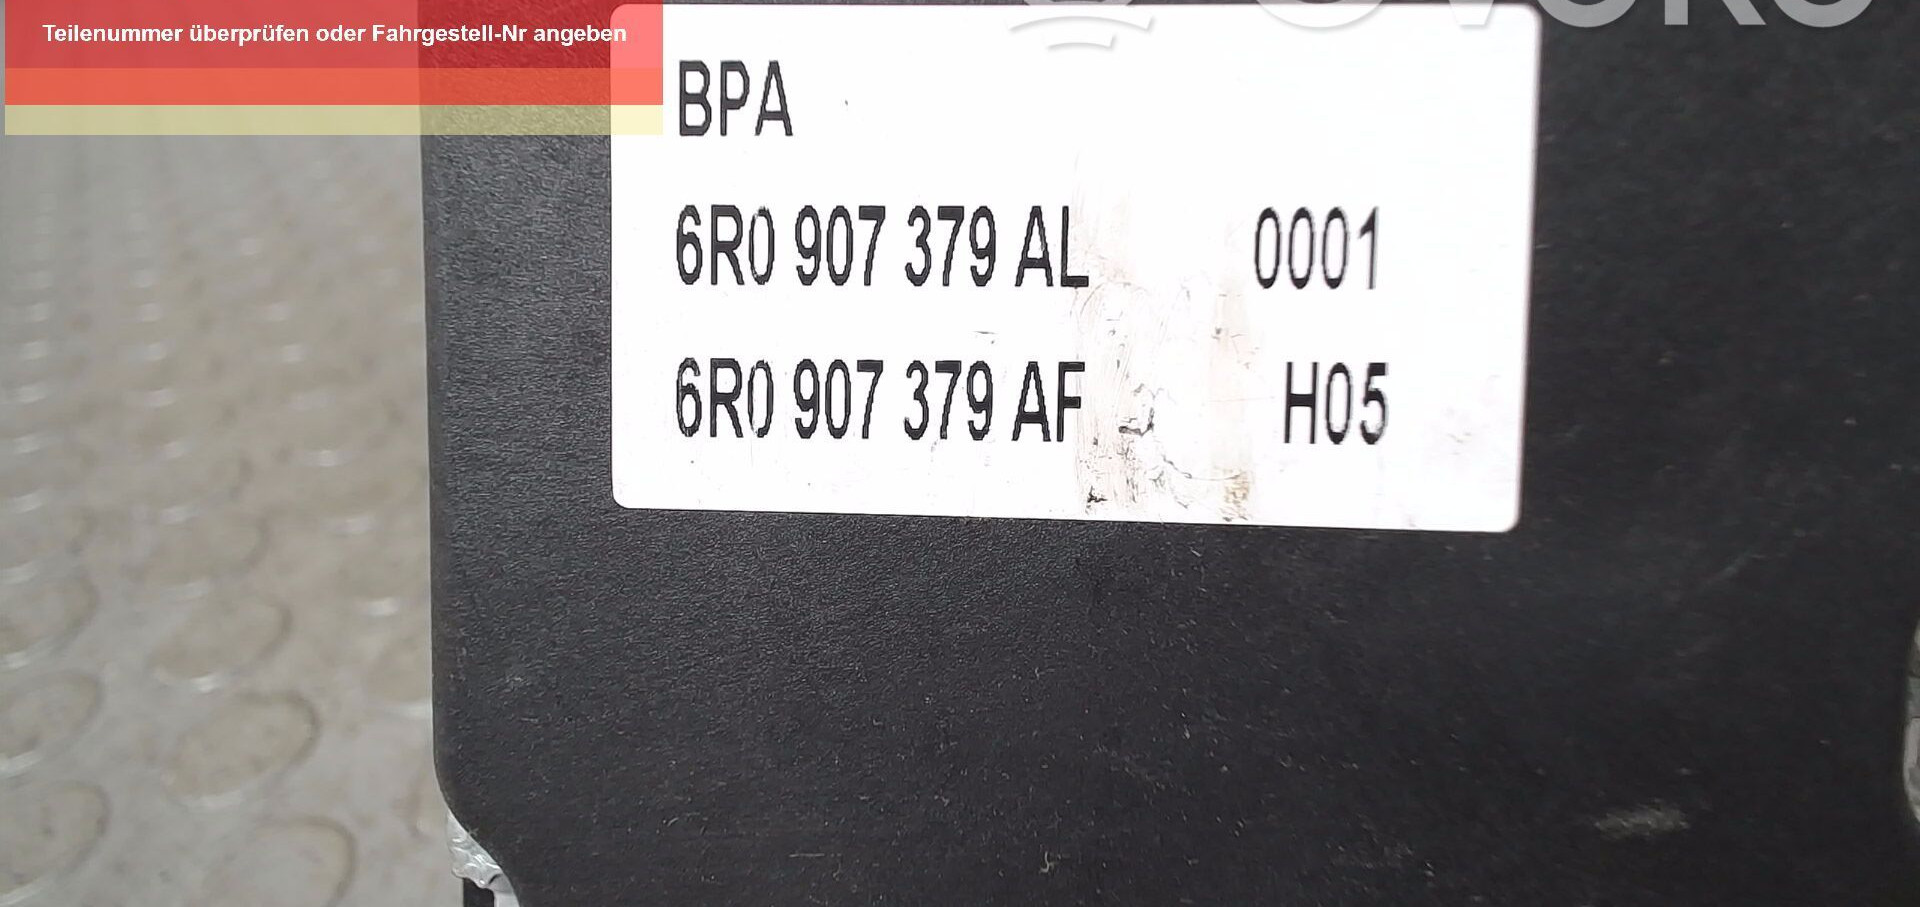 Teilenummer überprüfen oder Fahrgestell-Nr angeben
BPA
6R0 907 379 AL 0001
6R0 907 379 AF H05